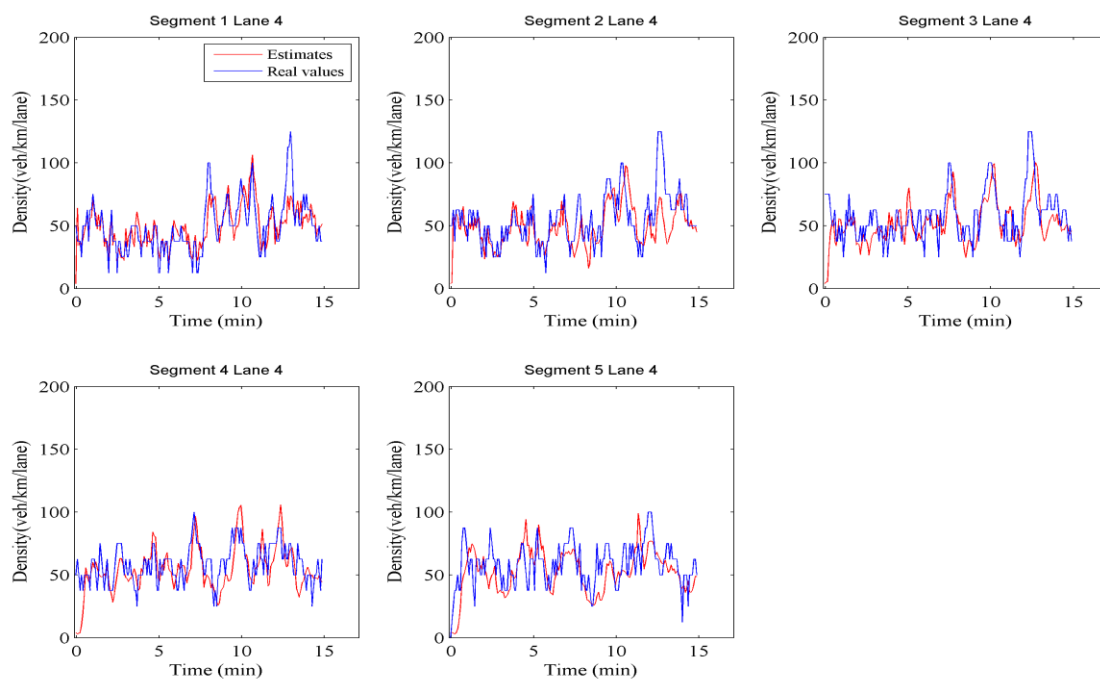 Segment 1 Lane 4
200
150
100
50
0
Density(veh/km/lane)
Estimates
Real values
0 5 10 15
Time (min)
Segment 2 Lane 4
200
150
100
50
0
Density(veh/km/lane)
0 5 10 15
Time (min)
Segment 3 Lane 4
200
150
100
50
0
Density(veh/km/lane)
0 5 10 15
Time (min)
Segment 4 Lane 4
200
150
100
50
0
Density(veh/km/lane)
0 5 10 15
Time (min)
Segment 5 Lane 4
200
150
100
50
0
Density(veh/km/lane)
0 5 10 15
Time (min)